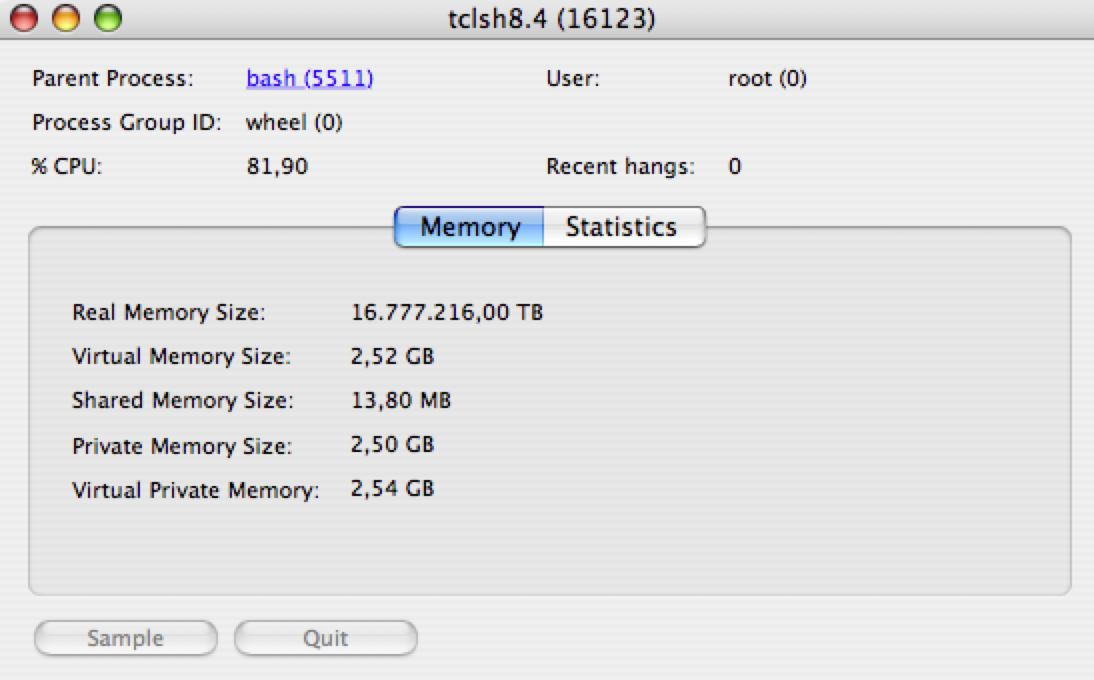 tclsh8.4 (16123)
Parent Process: bash (5511) User: root (0)
Process Group ID: wheel (0)
% CPU: 81,90 Recent hangs: 0
Memory Statistics
Real Memory Size: 16.777.216,00 TB
Virtual Memory Size: 2,52 GB
Shared Memory Size: 13,80 MB
Private Memory Size: 2,50 GB
Virtual Private Memory: 2,54 GB
Sample Quit